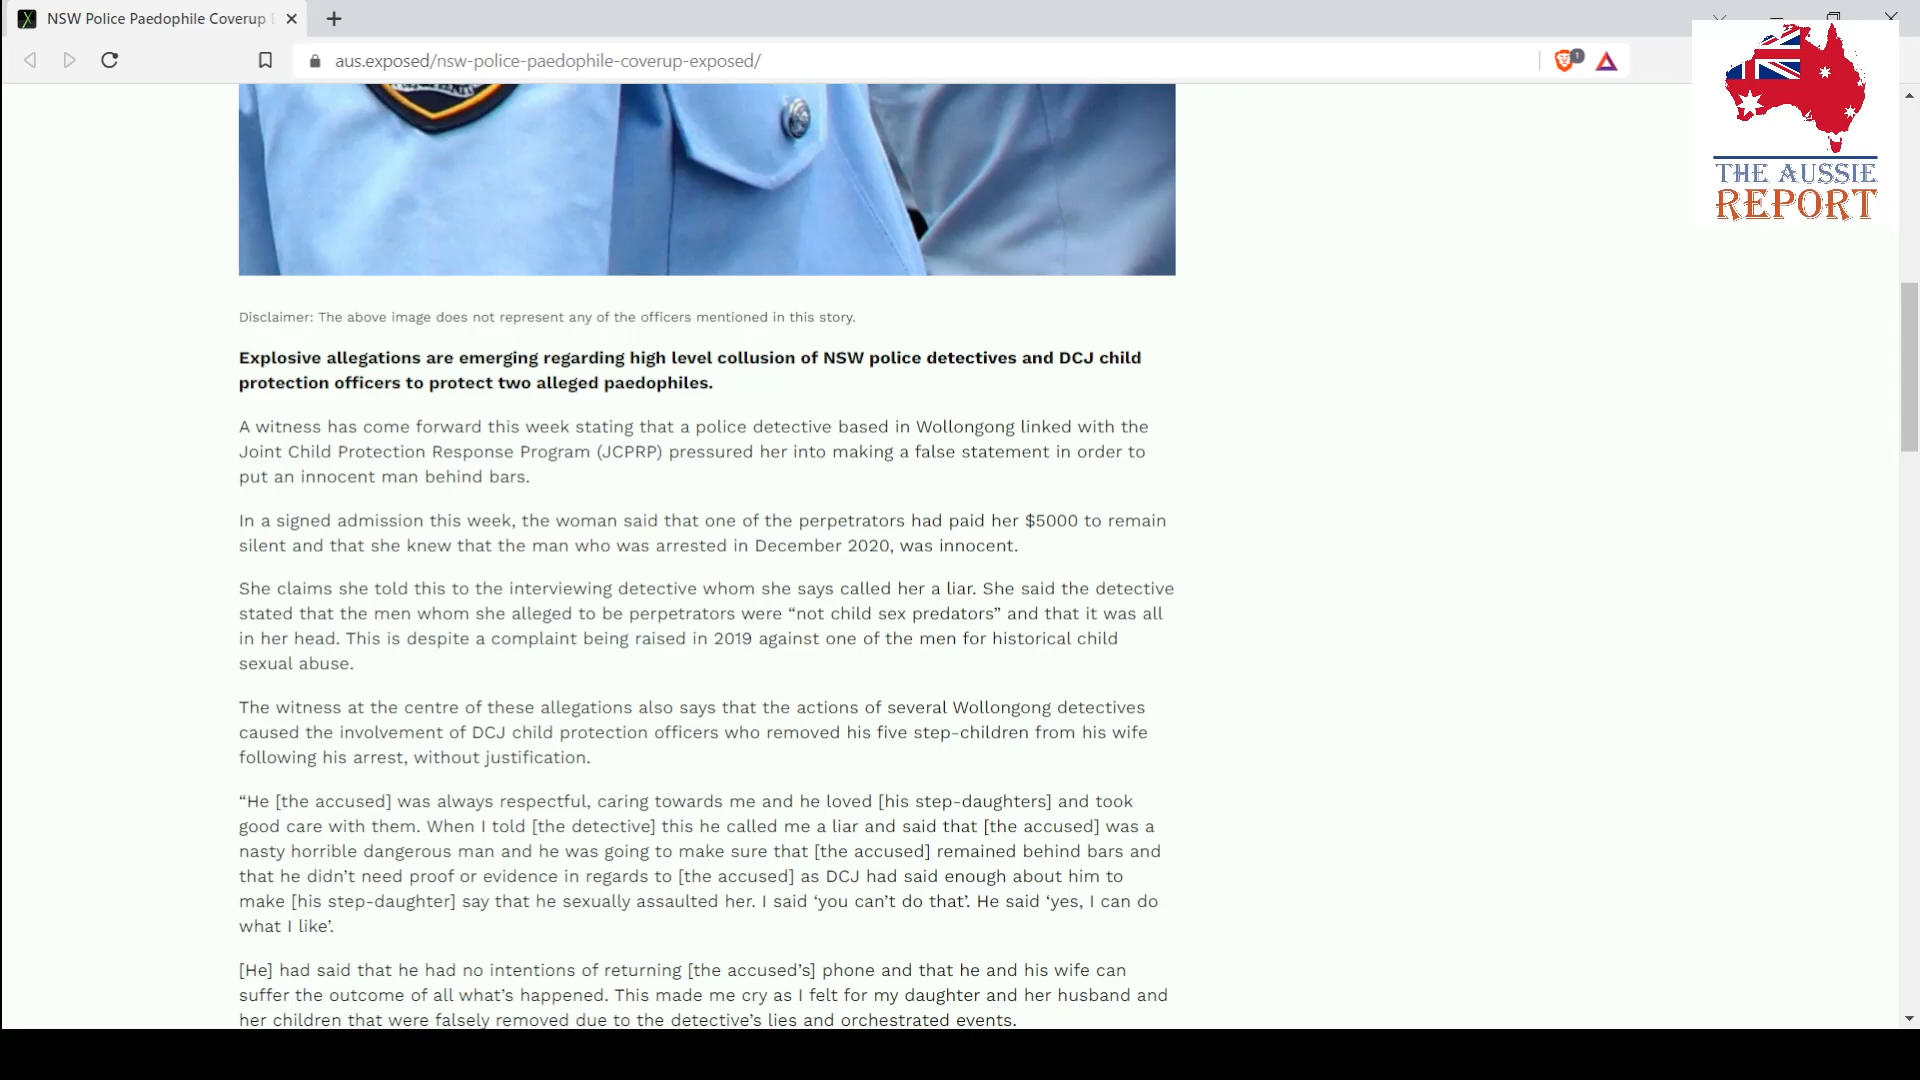 NSW Police Paedophile Coverup
aus.exposed/nsw-police-paedophile-coverup-exposed/
1
THE AUSSIE
REPORT
Disclaimer: The above image does not represent any of the officers mentioned in this story.
Explosive allegations are emerging regarding high level collusion of NSW police detectives and DCJ child
protection officers to protect two alleged paedophiles.
A witness has come forward this week stating that a police detective based in Wollongong linked with the
Joint Child Protection Response Program (JCPRP) pressured her into making a false statement in order to
put an innocent man behind bars.
In a signed admission this week, the woman said that one of the perpetrators had paid her $5000 to remain
silent and that she knew that the man who was arrested in December 2020, was innocent.
She claims she told this to the interviewing detective whom she says called her a liar. She said the detective
stated that the men whom she alleged to be perpetrators were “not child sex predators” and that it was all
in her head. This is despite a complaint being raised in 2019 against one of the men for historical child
sexual abuse.
The witness at the centre of these allegations also says that the actions of several Wollongong detectives
caused the involvement of DCJ child protection officers who removed his five step-children from his wife
following his arrest, without justification.
“He [the accused] was always respectful, caring towards me and he loved [his step-daughters] and took
good care with them. When I told [the detective] this he called me a liar and said that [the accused] was a
nasty horrible dangerous man and he was going to make sure that [the accused] remained behind bars and
that he didn’t need proof or evidence in regards to [the accused] as DCJ had said enough about him to
make [his step-daughter] say that he sexually assaulted her. I said ‘you can’t do that’. He said ‘yes, I can do
what I like’.
[He] had said that he had no intentions of returning [the accused’s] phone and that he and his wife can
suffer the outcome of all what’s happened. This made me cry as I felt for my daughter and her husband and
her children that were falsely removed due to the detective’s lies and orchestrated events.